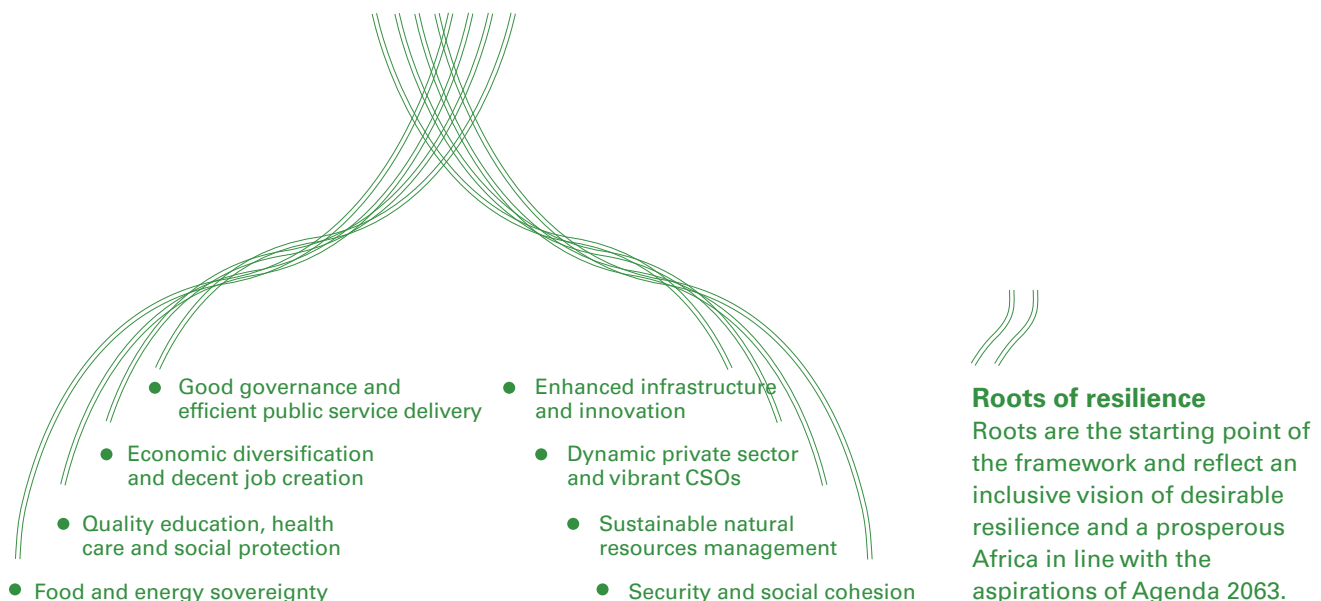 Good governance and
efficient public service delivery
Economic diversification
and decent job creation
Quality education, health
care and social protection
Food and energy sovereignty
Enhanced infrastructure
and innovation
Dynamic private sector
and vibrant CSOs
Sustainable natural
resources management
Security and social cohesion
Roots of resilience
Roots are the starting point of
the framework and reflect an
inclusive vision of desirable
resilience and a prosperous
Africa in line with the
aspirations of Agenda 2063.